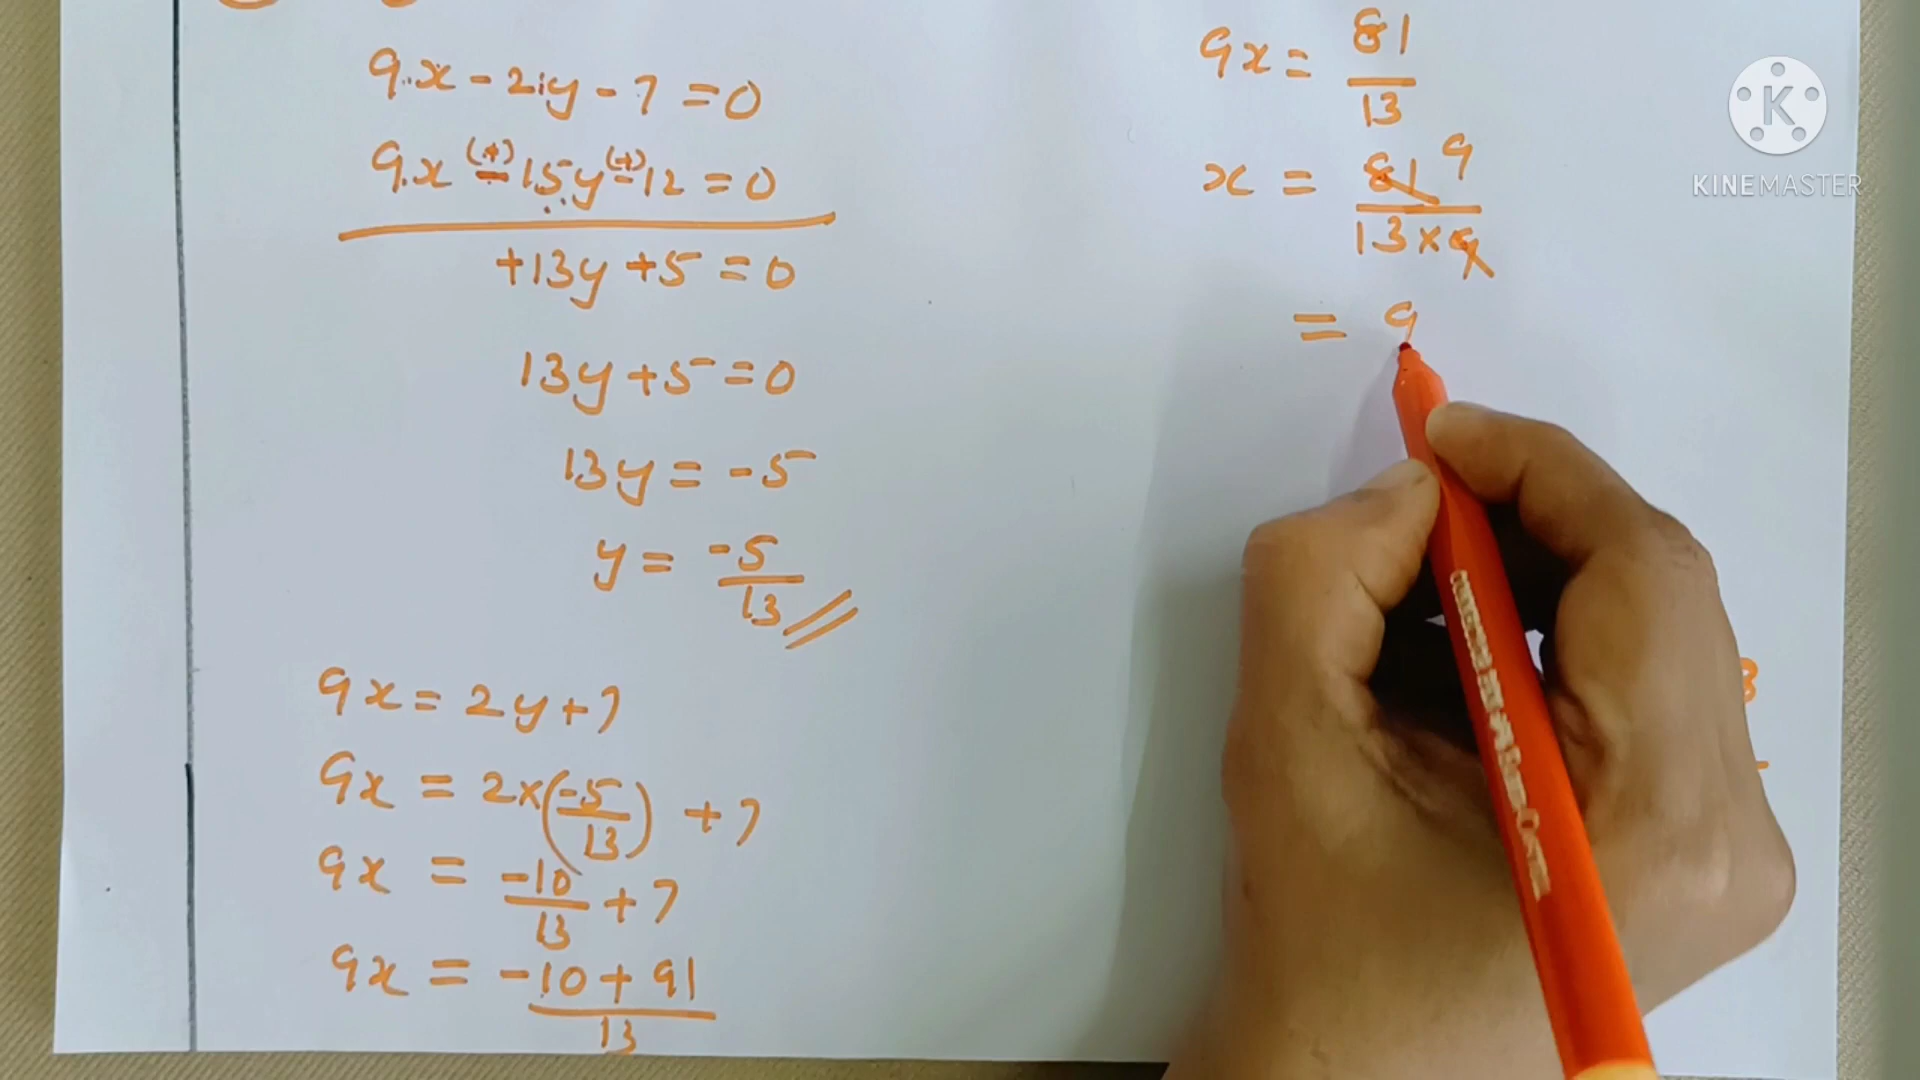 9x - 2y - 7 = 0
9x - 15y - 12 = 0
(+) (+)
+13y + 5 = 0
13y + 5 = 0
13y = -5
y = -5/13 //
9x = 2y + 7
9x = 2 × (-5/13) + 7
9x = -10/13 + 7
9x = -10 + 91
13
9x = 81/13
x = 81 9
13 × 9
= 9
K
KINEMASTER